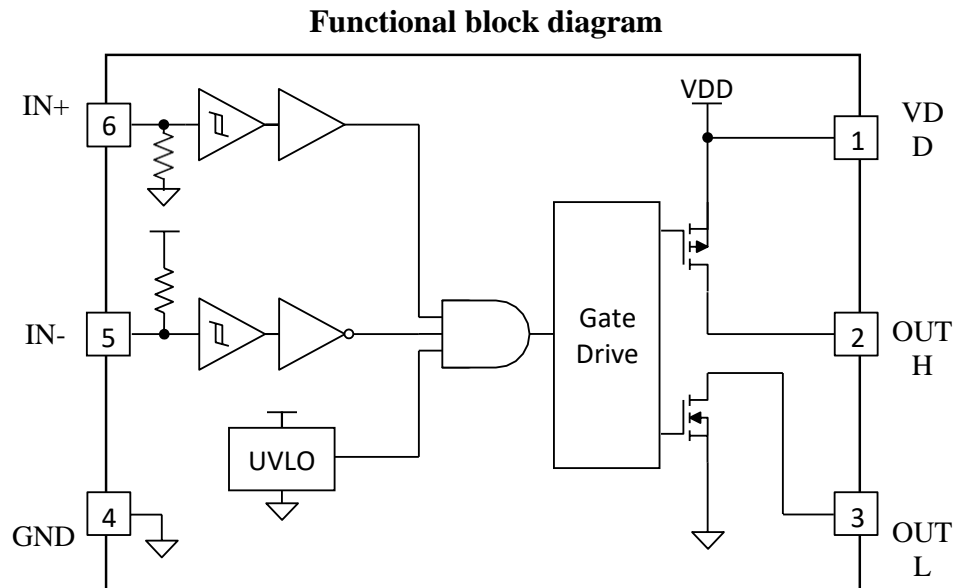 Functional block diagram
IN+
6
VDD
1
VD
D
IN-
5
Gate
Drive
2
OUT
H
UVLO
GND
4
3
OUT
L